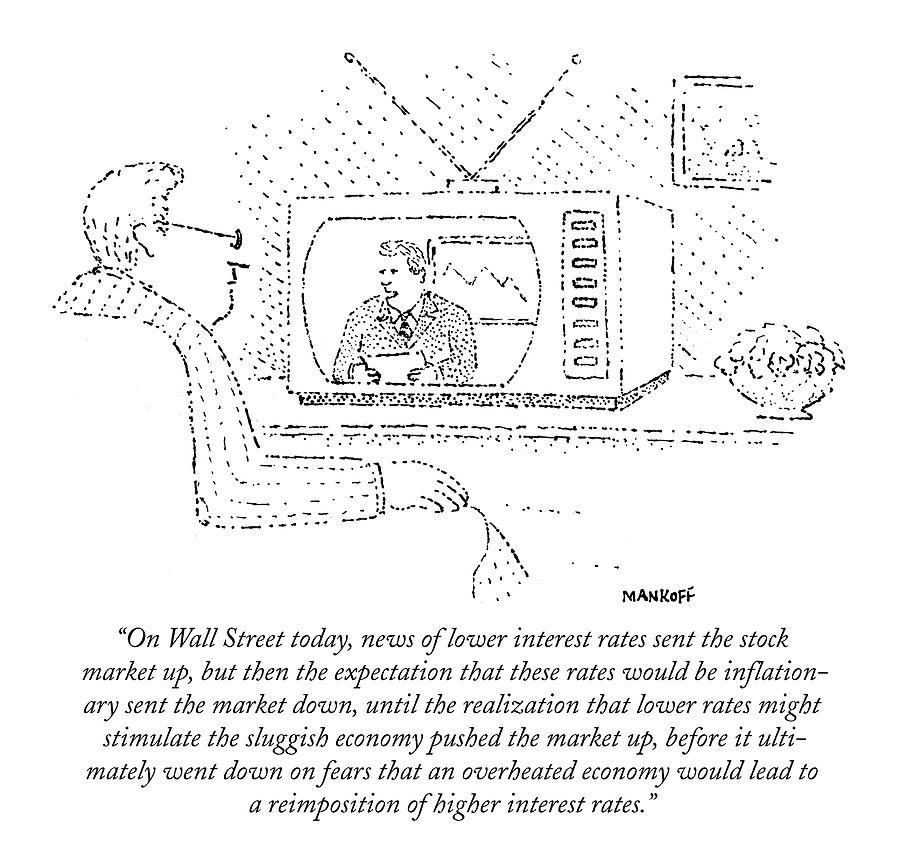 MANKOFF
“On Wall Street today, news of lower interest rates sent the stock
market up, but then the expectation that these rates would be inflation-
ary sent the market down, until the realization that lower rates might
stimulate the sluggish economy pushed the market up, before it ulti-
mately went down on fears that an overheated economy would lead to
a reimposition of higher interest rates.”